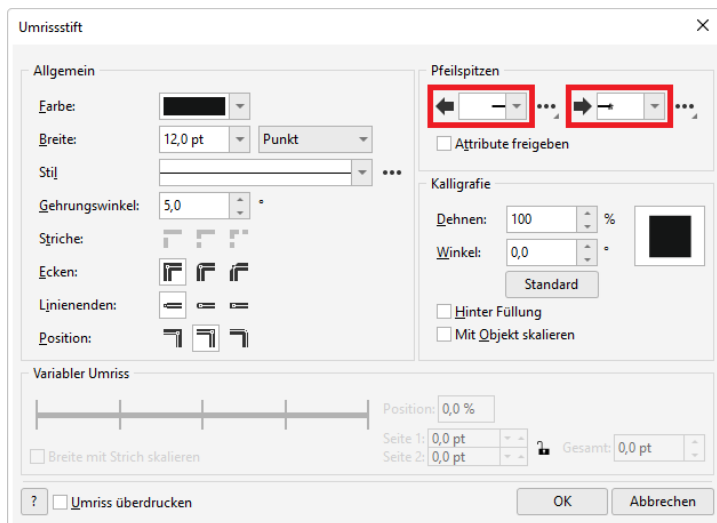 Umrissstift
Allgemein
Farbe:
Breite: 12,0 pt Punkt
Stil
Gehrungswinkel: 5,0 °
Striche:
Ecken:
Linienenden:
Position:
Pfeilspitzen
Attribute freigeben
Kalligrafie
Dehnen: 100 %
Winkel: 0,0 °
Standard
Hinter Füllung
Mit Objekt skalieren
Variabler Umriss
Breite mit Strich skalieren
Position: 0,0 %
Seite 1: 0,0 pt
Seite 2: 0,0 pt
Gesamt: 0,0 pt
? Umriss überdrucken
OK Abbrechen